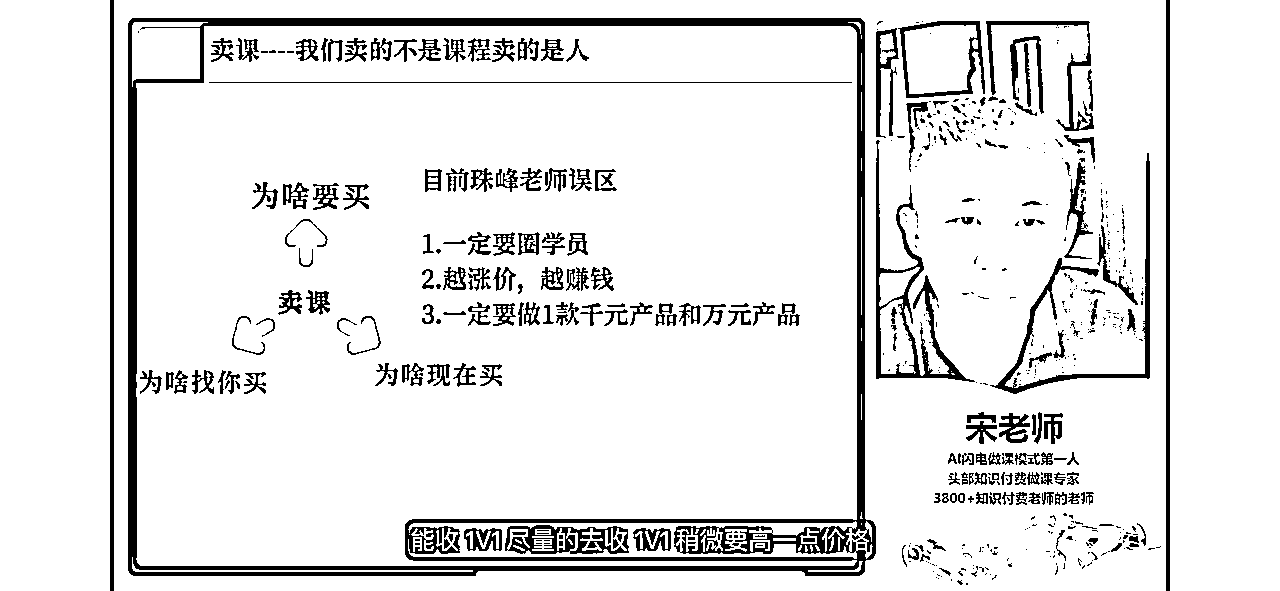 卖课----我们卖的不是课程卖的是人
为啥要买
卖课
为啥找你买
为啥现在买
目前珠峰老师误区
1.一定要圈学员
2.越涨价，越赚钱
3.一定要做1款千元产品和万元产品
宋老师
AI闪电做课模式第一人
头部知识付费做课专家
3800+知识付费老师的老师
能收1V1尽量的去收1V1稍微要高一点价格